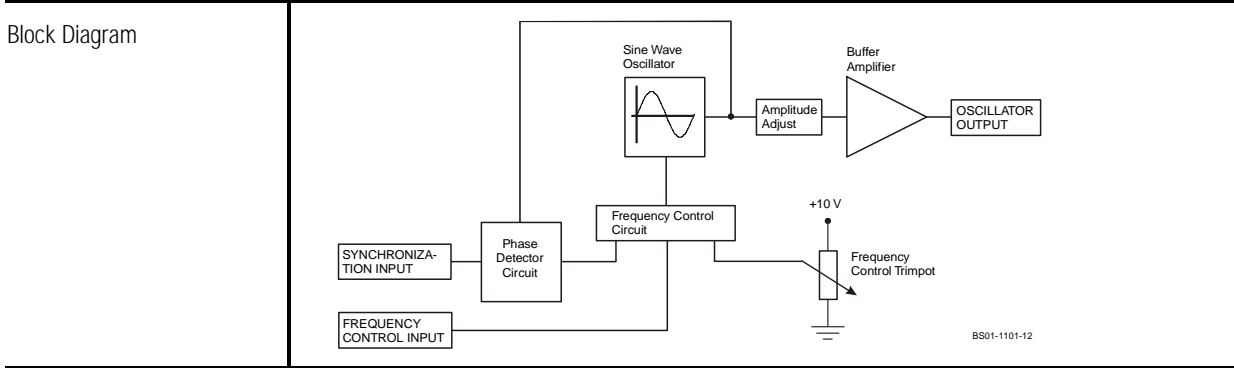 Block Diagram
Sine Wave
Oscillator
Buffer
Amplifier
Amplitude
Adjust
OSCILLATOR
OUTPUT
+10 V
Frequency Control
Circuit
Phase
Detector
Circuit
SYNCHRONIZA-
TION INPUT
Frequency
Control Trimpot
FREQUENCY
CONTROL INPUT
BS01-1101-12